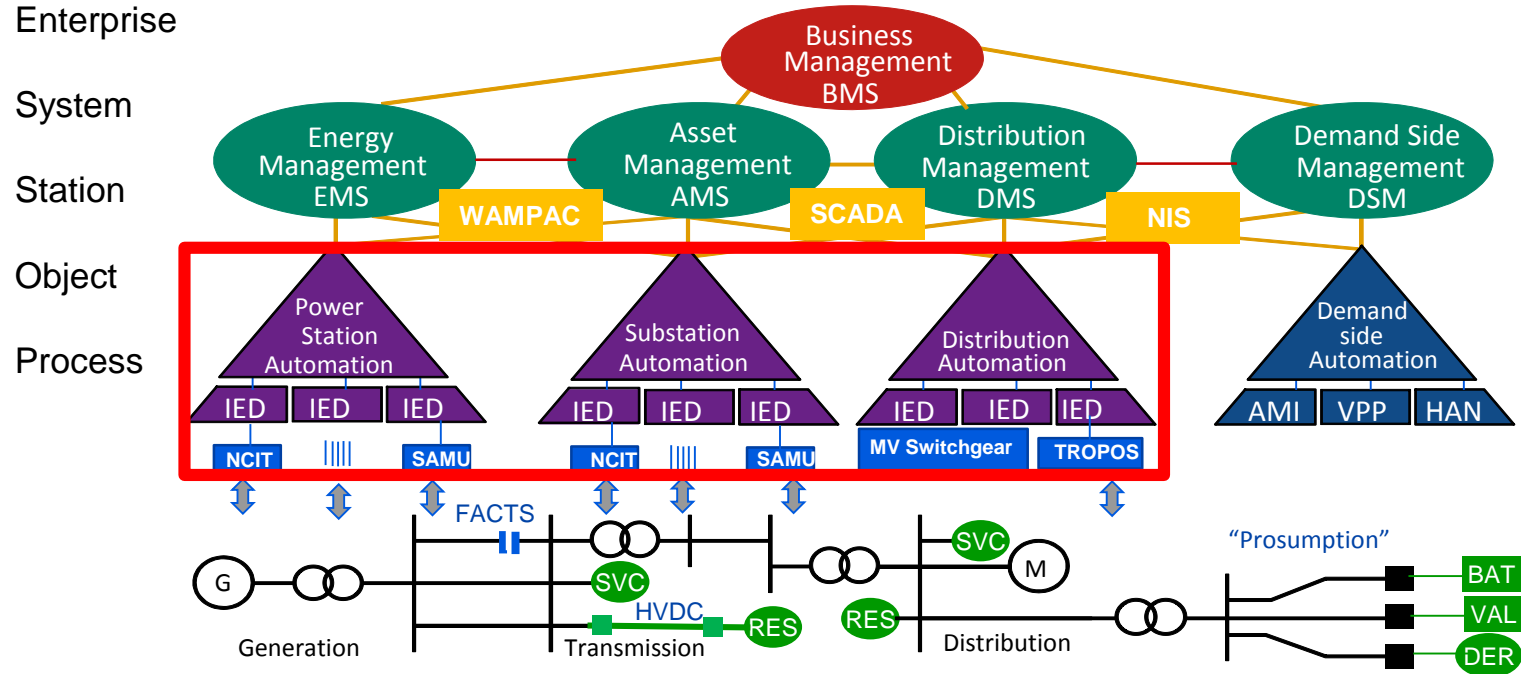 Enterprise
Business
Management
BMS
System
Energy
Management
EMS
Asset
Management
AMS
Distribution
Management
DMS
Demand Side
Management
DSM
Station
WAMPAC
SCADA
NIS
Object
Power
Station
Automation
Substation
Automation
Distribution
Automation
Demand
side
Automation
Process
IED IED IED
IED IED IED
IED IED IED
AMI VPP HAN
NCIT
SAMU
NCIT
SAMU
MV Switchgear
TROPOS
FACTS
SVC
“Prosumption”
G
SVC
M
BAT
HVDC
RES
RES
VAL
Generation
Transmission
Distribution
DER